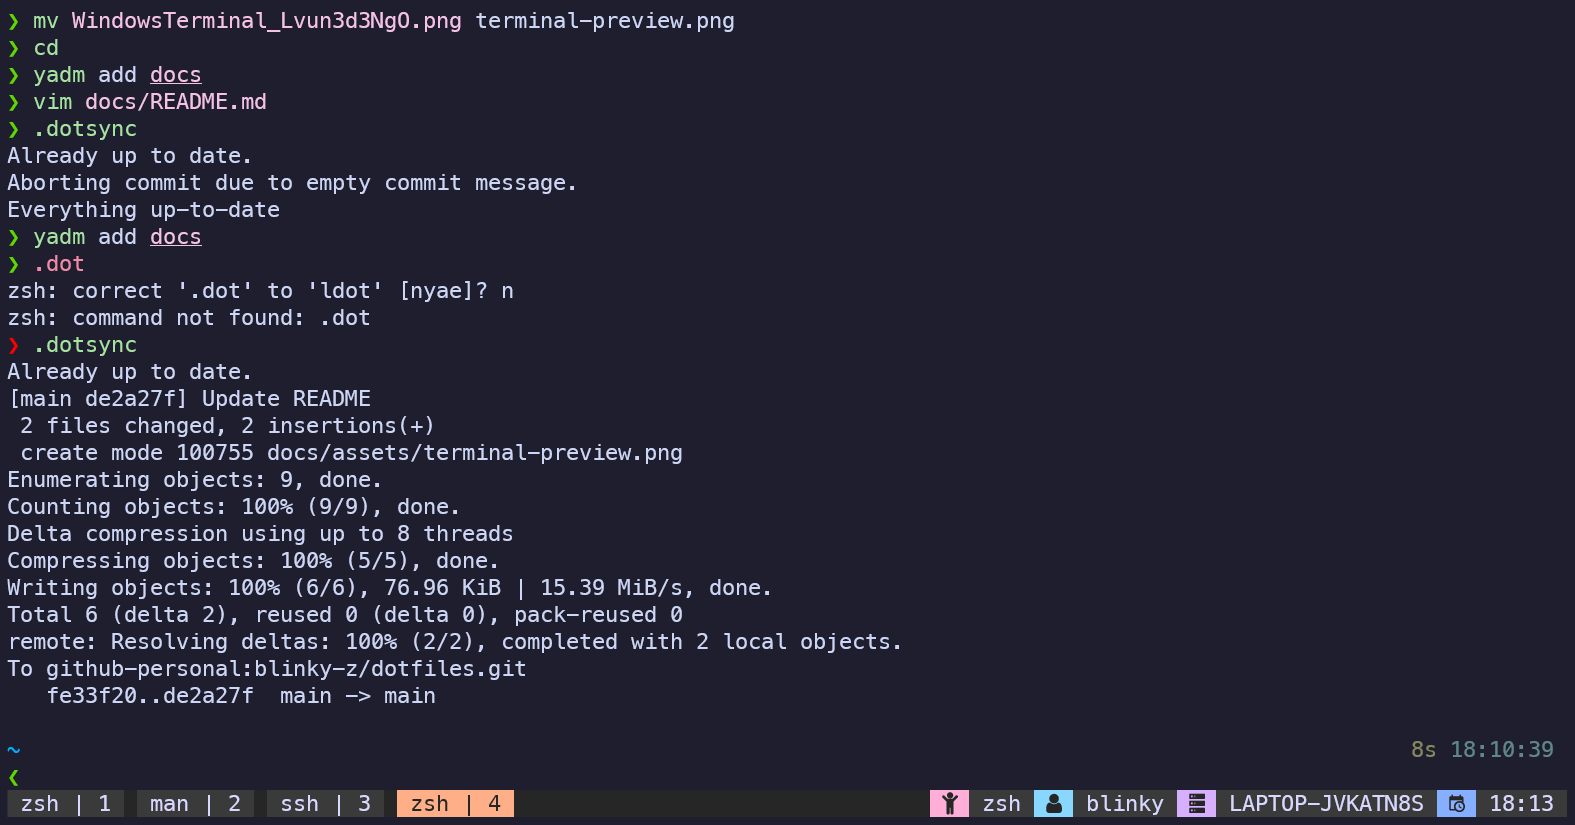 ❯ mv WindowsTerminal_Lvun3d3NgO.png terminal-preview.png
❯ cd
❯ yadm add docs
❯ vim docs/README.md
❯ .dotsync
Already up to date.
Aborting commit due to empty commit message.
Everything up-to-date
❯ yadm add docs
❯ .dot
zsh: correct '.dot' to 'ldot' [nyae]? n
zsh: command not found: .dot
❯ .dotsync
Already up to date.
[main de2a27f] Update README
 2 files changed, 2 insertions(+)
 create mode 100755 docs/assets/terminal-preview.png
Enumerating objects: 9, done.
Counting objects: 100% (9/9), done.
Delta compression using up to 8 threads
Compressing objects: 100% (5/5), done.
Writing objects: 100% (6/6), 76.96 KiB | 15.39 MiB/s, done.
Total 6 (delta 2), reused 0 (delta 0), pack-reused 0
remote: Resolving deltas: 100% (2/2), completed with 2 local objects.
To github-personal:blinky-z/dotfiles.git
   fe33f20..de2a27f  main -> main
~ 8s 18:10:39
❮
zsh | 1 man | 2 ssh | 3 zsh | 4 zsh blinky LAPTOP-JVKATN8S 18:13